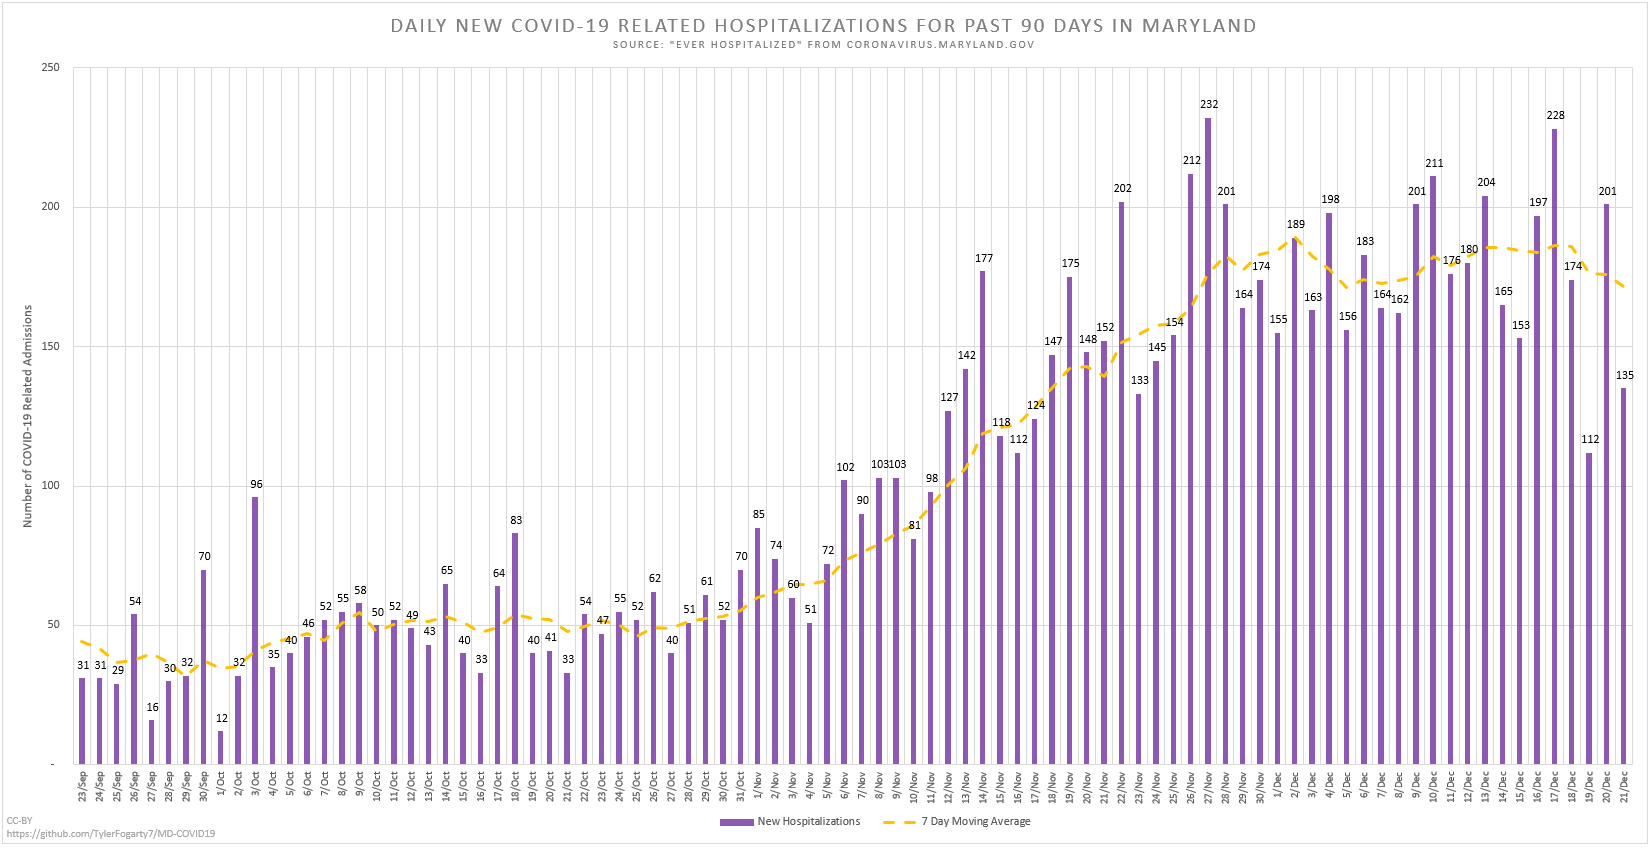 DAILY NEW COVID-19 RELATED HOSPITALIZATIONS FOR PAST 90 DAYS IN MARYLAND
SOURCE: "EVER HOSPITALIZED" FROM CORONAVIRUS.MARYLAND.GOV
Number of COVID-19 Related Admissions
250
200
150
100
50
-
31 31 29 54 16 30 32 70 12 32 96 35 40 46 52 55 58 50 52 49 43 65 40 33 64 83 40 41 33 54 47 55 52 62 40 51 61 52 70 85 74 60 51 72 102 90 103 103 81 98 127 142 177 118 112 124 147 175 148 152 202 133 145 154 212 232 201 164 174 155 189 163 198 156 183 164 162 201 211 176 180 204 165 153 197 228 174 112 201 135
23/Sep 24/Sep 25/Sep 26/Sep 27/Sep 28/Sep 29/Sep 30/Sep 1/Oct 2/Oct 3/Oct 4/Oct 5/Oct 6/Oct 7/Oct 8/Oct 9/Oct 10/Oct 11/Oct 12/Oct 13/Oct 14/Oct 15/Oct 16/Oct 17/Oct 18/Oct 19/Oct 20/Oct 21/Oct 22/Oct 23/Oct 24/Oct 25/Oct 26/Oct 27/Oct 28/Oct 29/Oct 30/Oct 31/Oct 1/Nov 2/Nov 3/Nov 4/Nov 5/Nov 6/Nov 7/Nov 8/Nov 9/Nov 10/Nov 11/Nov 12/Nov 13/Nov 14/Nov 15/Nov 16/Nov 17/Nov 18/Nov 19/Nov 20/Nov 21/Nov 22/Nov 23/Nov 24/Nov 25/Nov 26/Nov 27/Nov 28/Nov 29/Nov 30/Nov 1/Dec 2/Dec 3/Dec 4/Dec 5/Dec 6/Dec 7/Dec 8/Dec 9/Dec 10/Dec 11/Dec 12/Dec 13/Dec 14/Dec 15/Dec 16/Dec 17/Dec 18/Dec 19/Dec 20/Dec 21/Dec
New Hospitalizations 7 Day Moving Average
CC-BY
https://github.com/TylerFogarty7/MD-COVID19